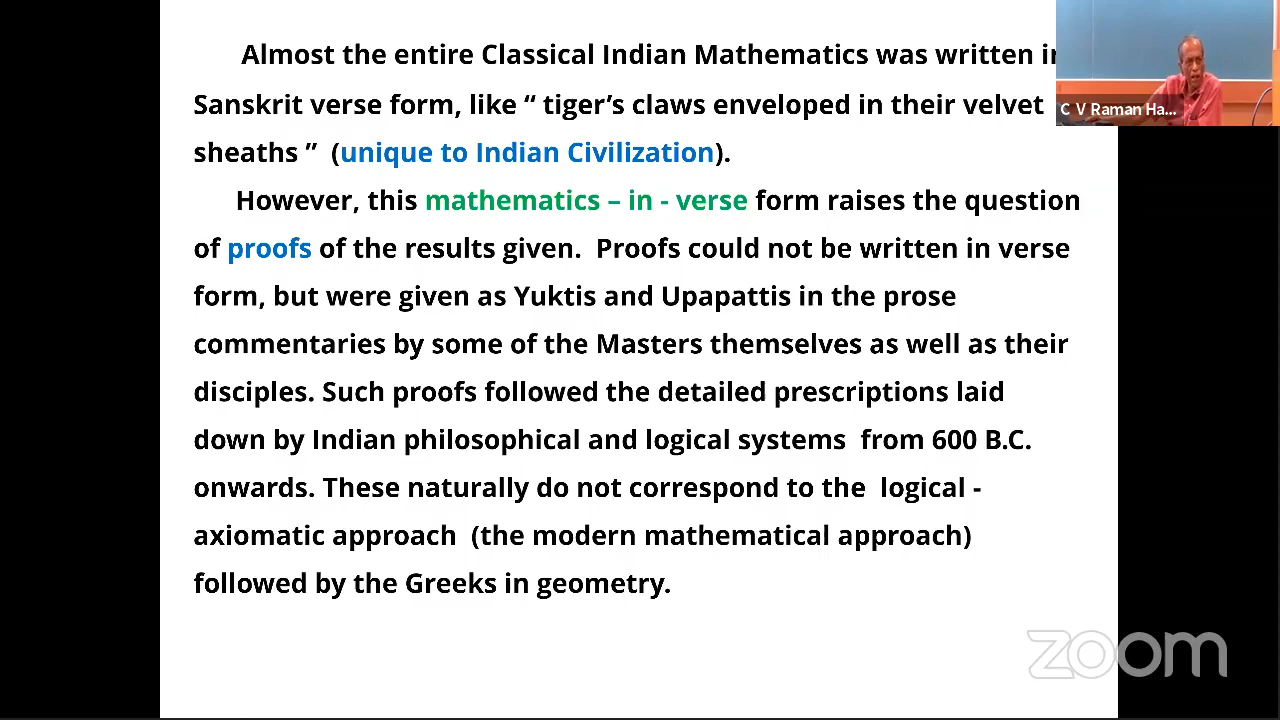 Almost the entire Classical Indian Mathematics was written in
Sanskrit verse form, like “ tiger’s claws enveloped in their velvet
sheaths ” (unique to Indian Civilization).
However, this mathematics – in - verse form raises the question
of proofs of the results given. Proofs could not be written in verse
form, but were given as Yuktis and Upapattis in the prose
commentaries by some of the Masters themselves as well as their
disciples. Such proofs followed the detailed prescriptions laid
down by Indian philosophical and logical systems from 600 B.C.
onwards. These naturally do not correspond to the logical -
axiomatic approach (the modern mathematical approach)
followed by the Greeks in geometry.
C V Raman Ha...
zoom